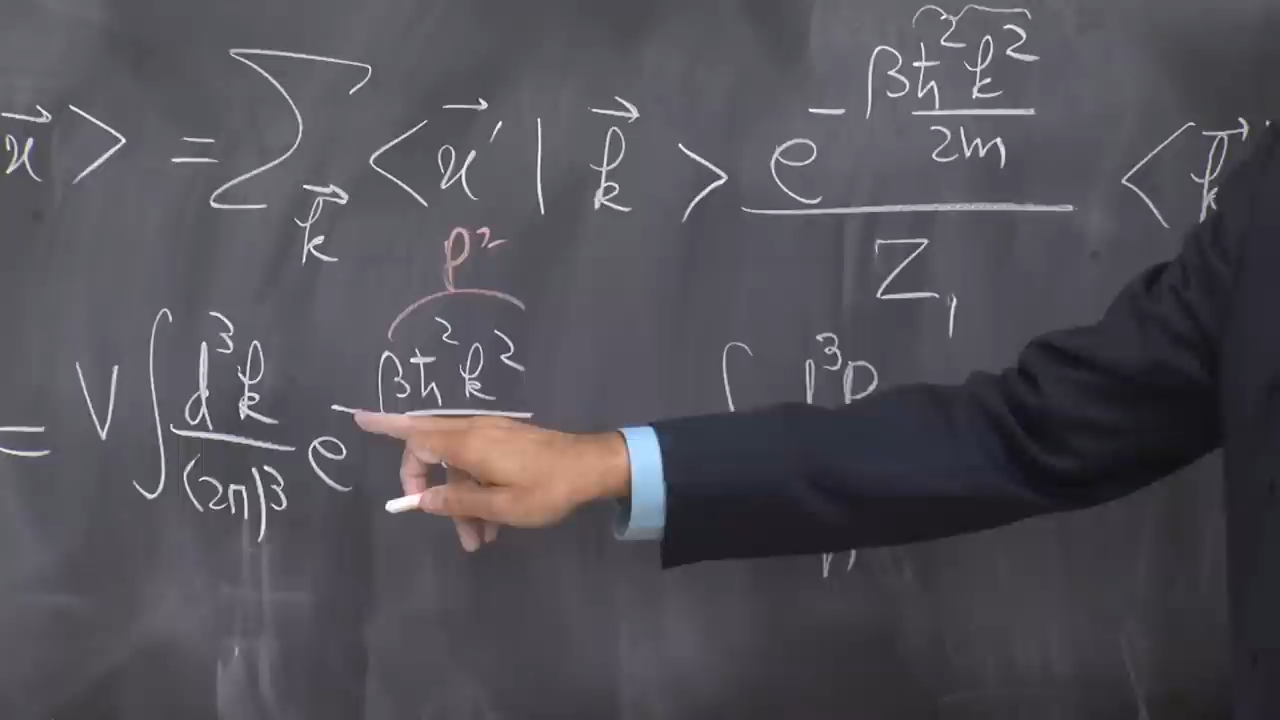 x⃗ > = Σ_k⃗ < x⃗' | k⃗ > e^{-βħ²k²/2m} / Z₁ < k⃗
p²
= V ∫ d³k/(2π)³ e^{-βħ²k²} ∫ d³p